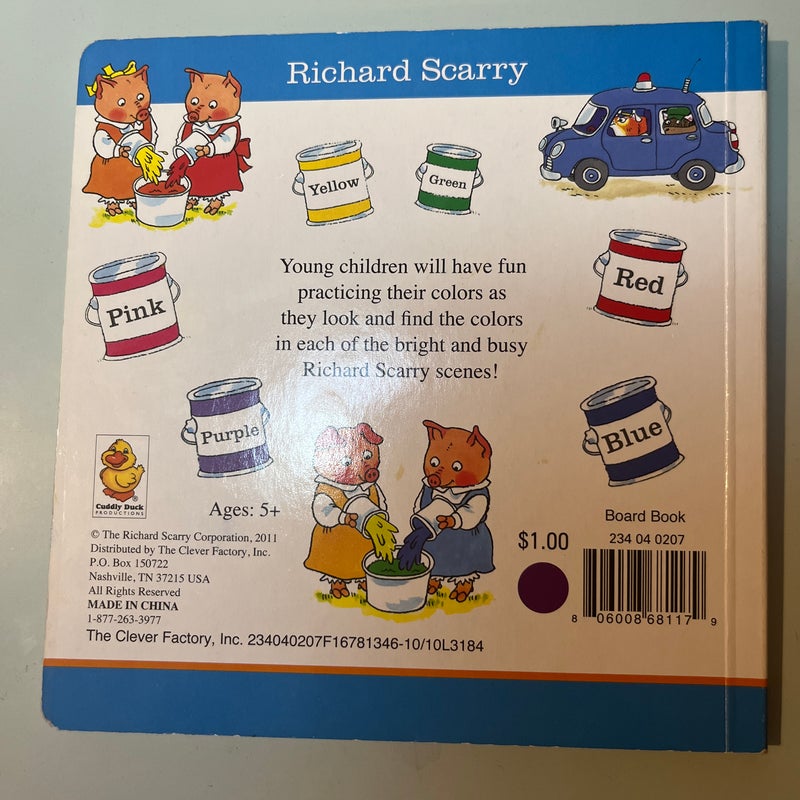 Richard Scarry
Yellow
Green
Pink
Red
Young children will have fun
practicing their colors as
they look and find the colors
in each of the bright and busy
Richard Scarry scenes!
Purple
Blue
Cuddly Duck
PRODUCTIONS
®
Ages: 5+
© The Richard Scarry Corporation, 2011
Distributed by The Clever Factory, Inc.
P.O. Box 150722
Nashville, TN 37215 USA
All Rights Reserved
MADE IN CHINA
1-877-263-3977
The Clever Factory, Inc. 234040207F16781346-10/10L3184
$1.00
Board Book
234 04 0207
8 06008 68117 9